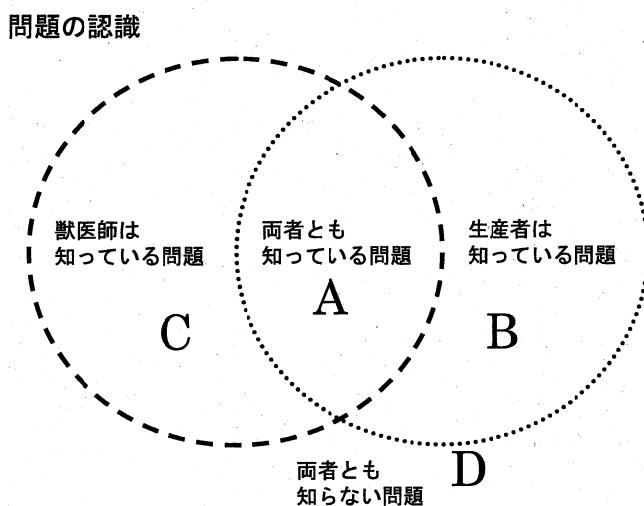 問題の認識
獣医師は
知っている問題
C
両者とも
知っている問題
A
生産者は
知っている問題
B
両者とも
知らない問題
D